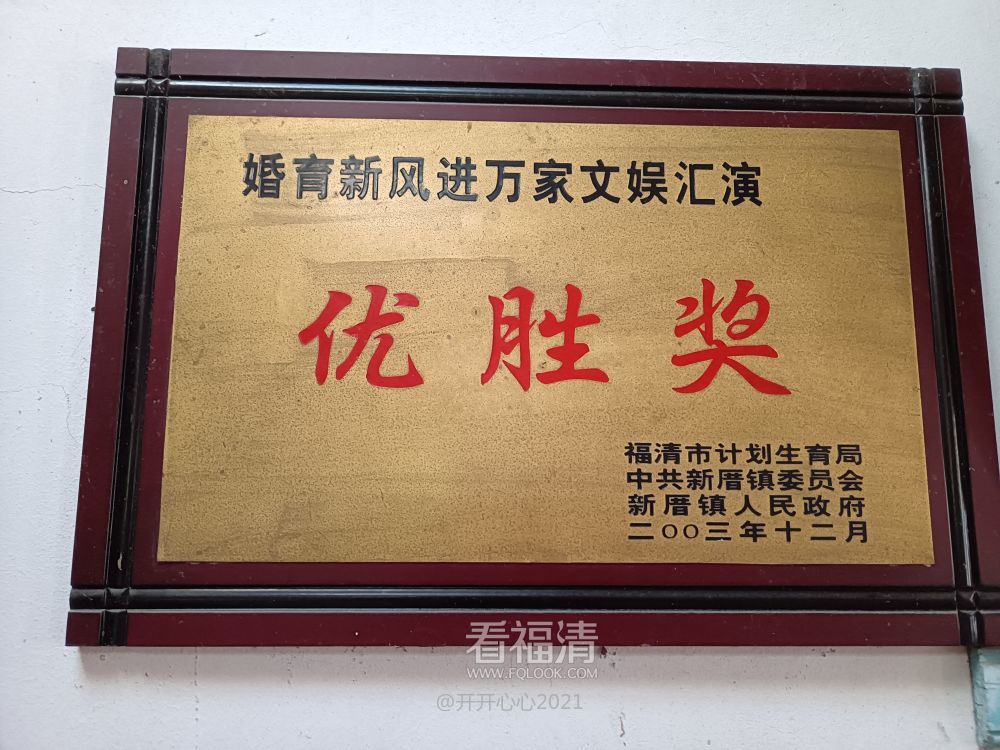 婚育新风进万家文娱汇演
优胜奖
福清市计划生育局
中共新厝镇委员会
新厝镇人民政府
二OO三年十二月
看福清
WWW.FQLOOK.COM
@开开心心2021